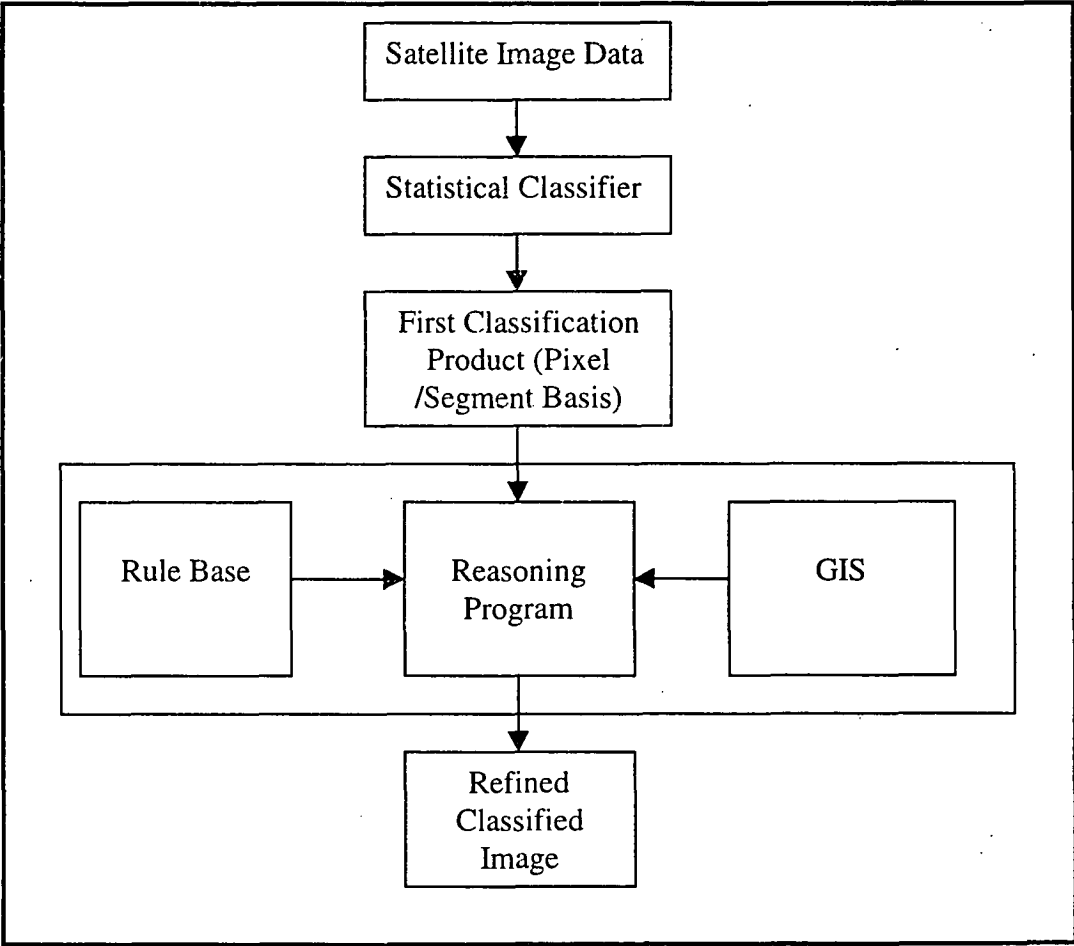 Satellite Image Data
Statistical Classifier
First Classification
Product (Pixel
/Segment Basis)
Rule Base
Reasoning
Program
GIS
Refined
Classified
Image